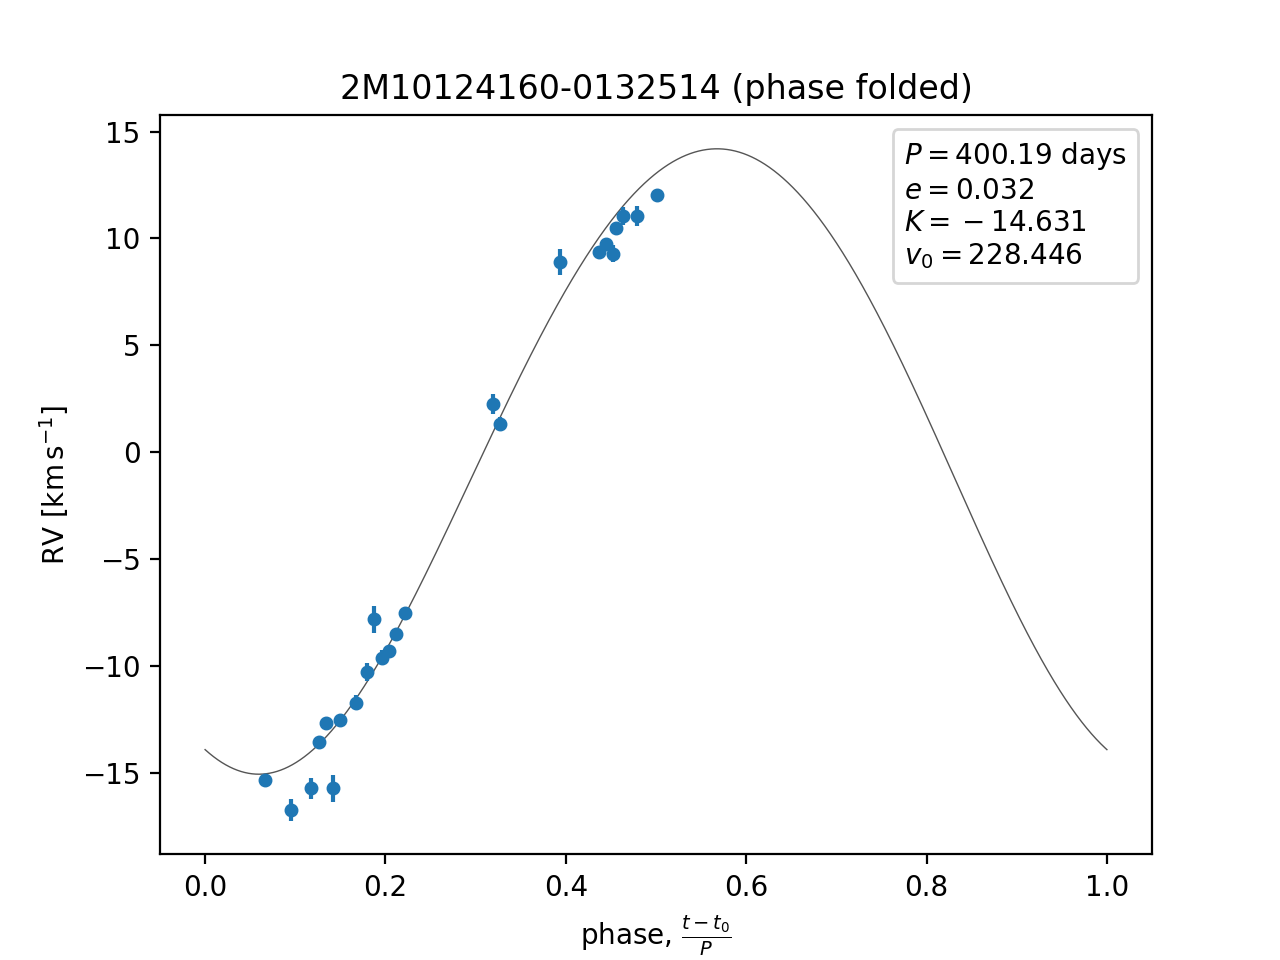 2M10124160-0132514 (phase folded)
15
10
5
0
−5
−10
−15
RV [km s⁻¹]
P = 400.19 days
e = 0.032
K = −14.631
v₀ = 228.446
0.0 0.2 0.4 0.6 0.8 1.0
phase, (t − t₀)/P